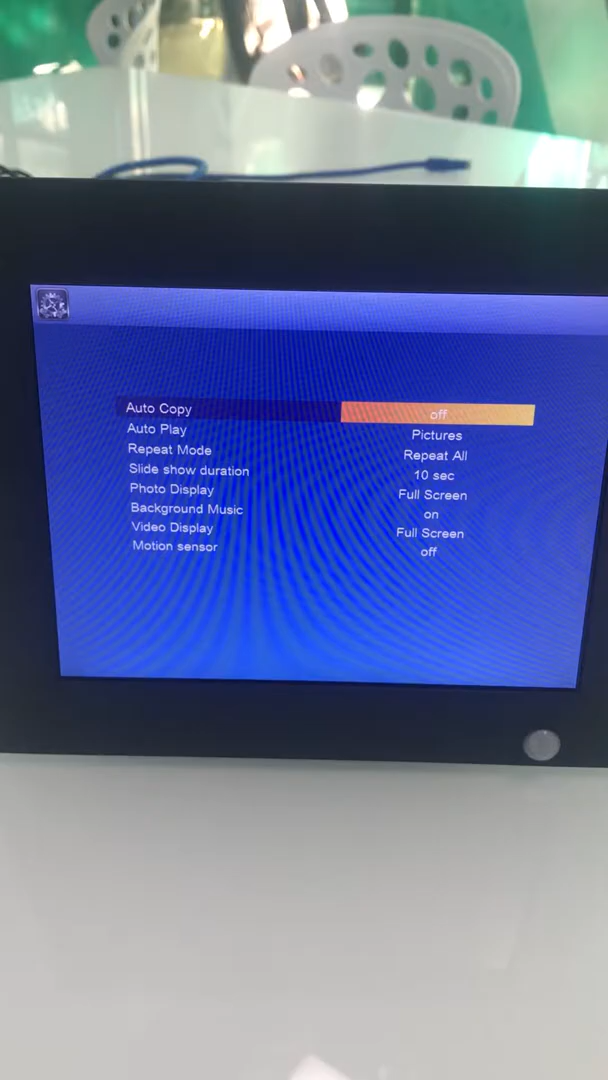 Auto Copy off
Auto Play Pictures
Repeat Mode Repeat All
Slide show duration 10 sec
Photo Display Full Screen
Background Music on
Video Display Full Screen
Motion sensor off